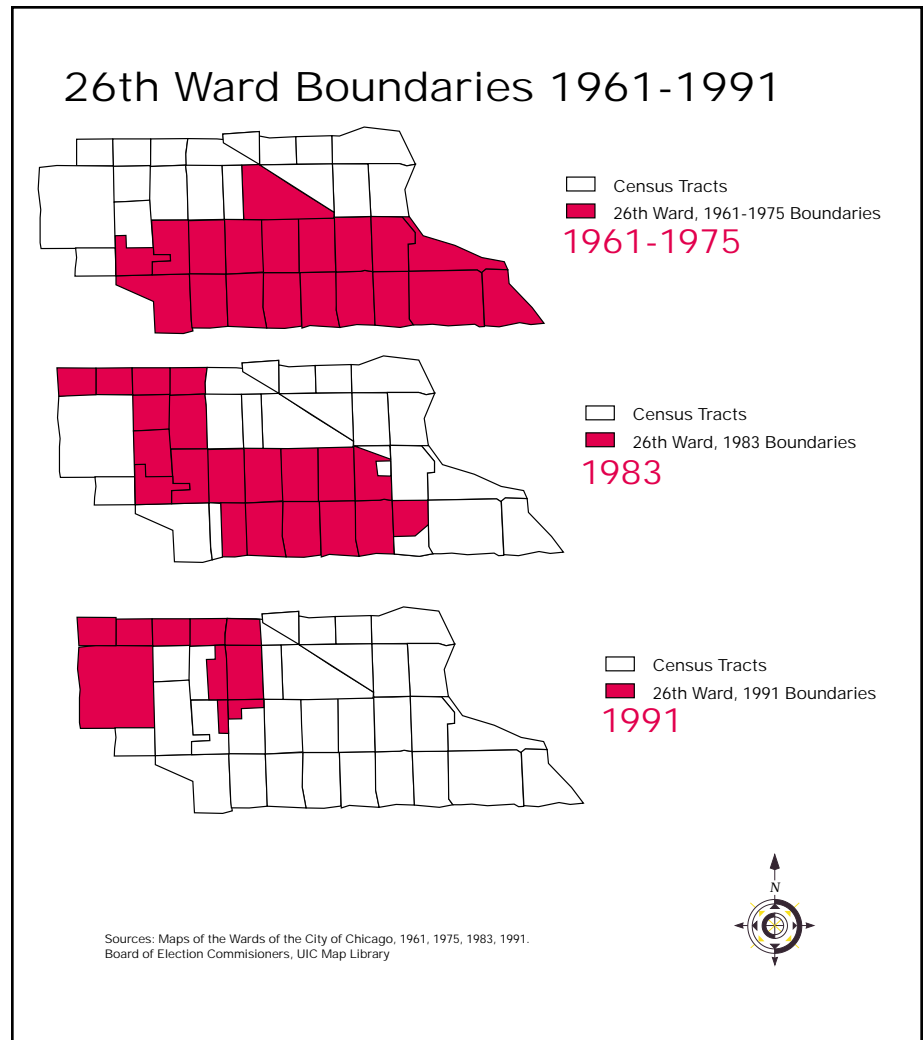 26th Ward Boundaries 1961-1991
Census Tracts
26th Ward, 1961-1975 Boundaries
1961-1975
Census Tracts
26th Ward, 1983 Boundaries
1983
Census Tracts
26th Ward, 1991 Boundaries
1991
N
Sources: Maps of the Wards of the City of Chicago, 1961, 1975, 1983, 1991.
Board of Election Commisioners, UIC Map Library